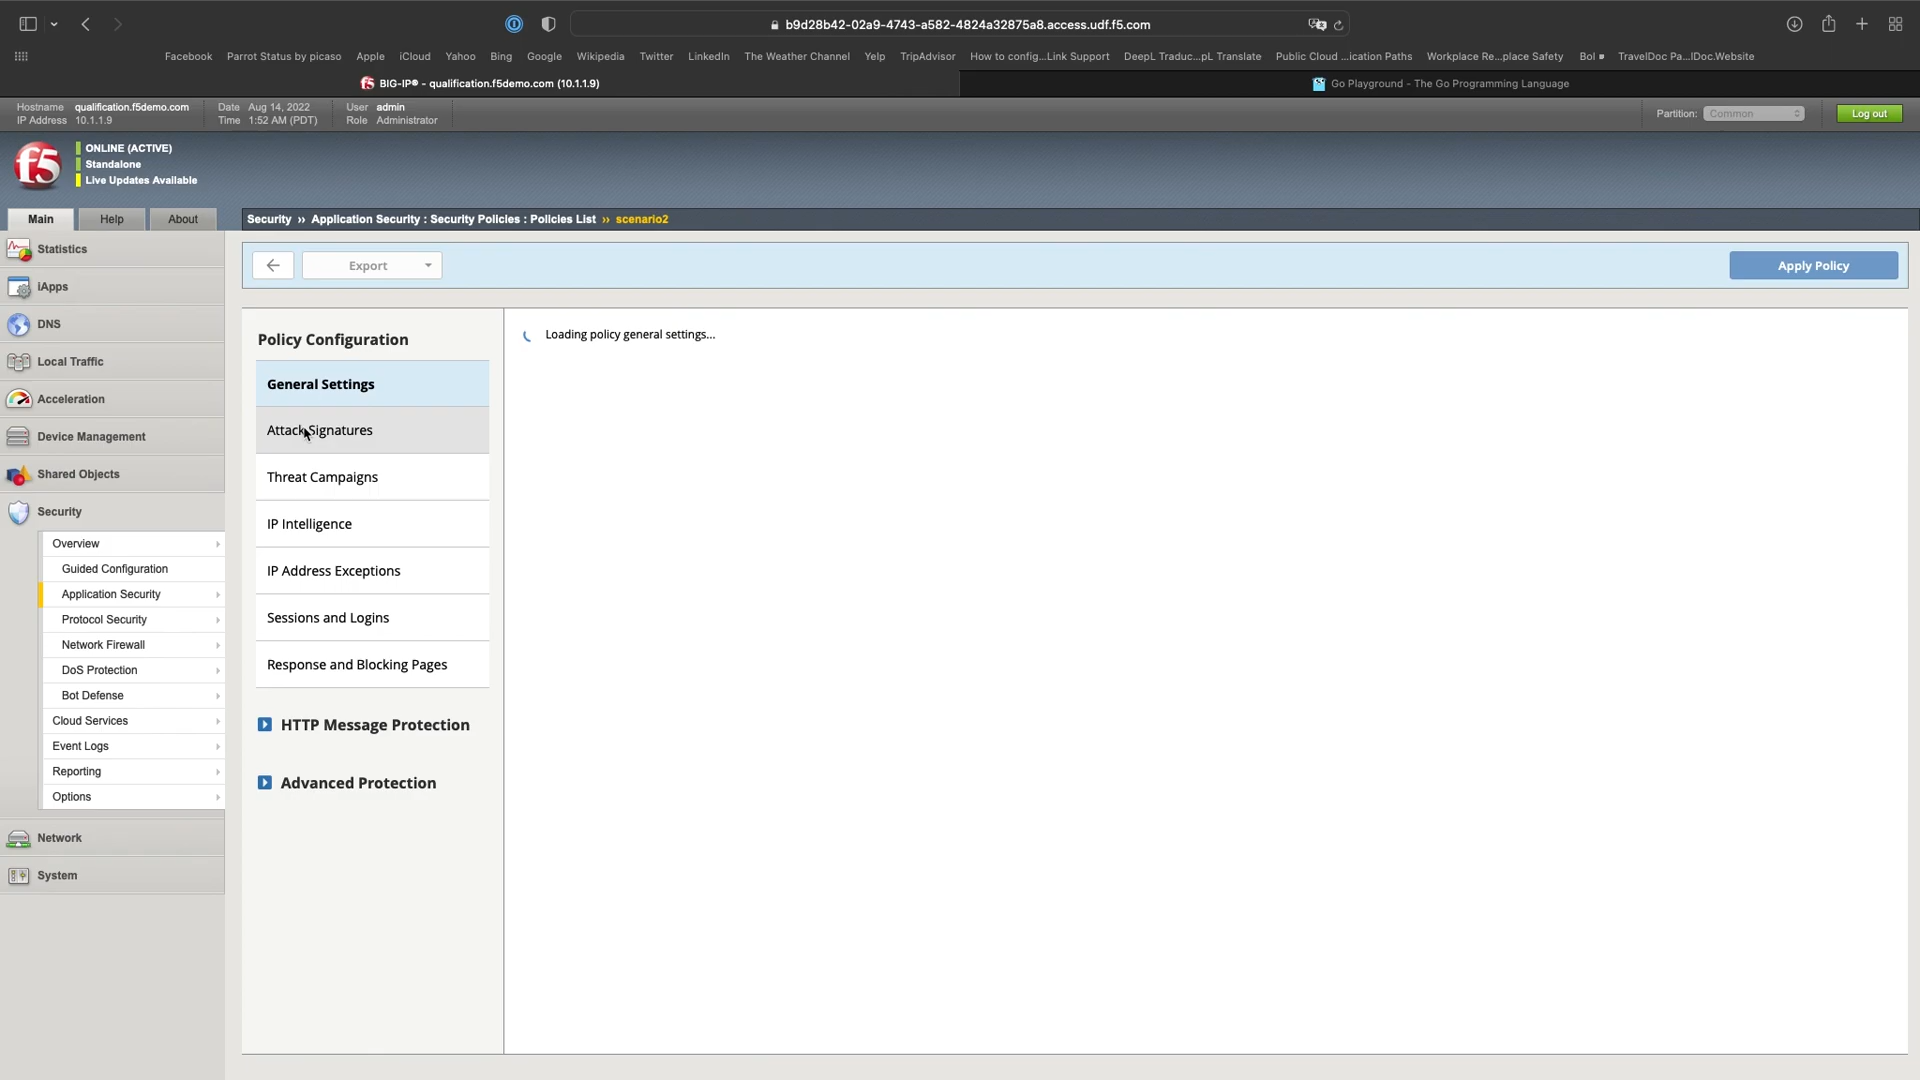 b9d28b42-02a9-4743-a582-4824a32875a8.access.udf.f5.com
Facebook Parrot Status by picaso Apple iCloud Yahoo Bing Google Wikipedia Twitter LinkedIn The Weather Channel Yelp TripAdvisor How to config...Link Support DeepL Traduc...pL Translate Public Cloud ...ication Paths Workplace Re...place Safety Bol TravelDoc Pa...lDoc.Website
BIG-IP® - qualification.f5demo.com (10.1.1.9) Go Playground - The Go Programming Language
Hostname qualification.f5demo.com Date Aug 14, 2022 User admin
IP Address 10.1.1.9 Time 1:52 AM (PDT) Role Administrator
Partition: Common Log out
f5
ONLINE (ACTIVE)
Standalone
Live Updates Available
Main Help About
Security ›› Application Security : Security Policies : Policies List ›› scenario2
Statistics
iApps
DNS
Local Traffic
Acceleration
Device Management
Shared Objects
Security
Overview
Guided Configuration
Application Security
Protocol Security
Network Firewall
DoS Protection
Bot Defense
Cloud Services
Event Logs
Reporting
Options
Network
System
Export Apply Policy
Policy Configuration
General Settings
Attack Signatures
Threat Campaigns
IP Intelligence
IP Address Exceptions
Sessions and Logins
Response and Blocking Pages
HTTP Message Protection
Advanced Protection
Loading policy general settings...